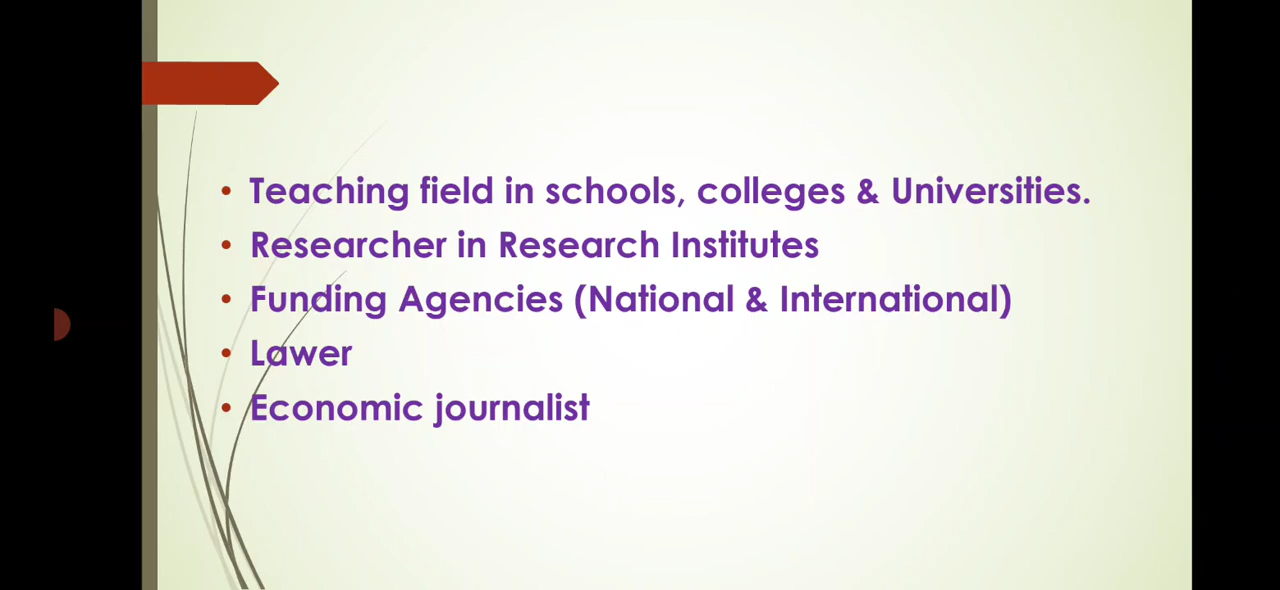 • Teaching field in schools, colleges & Universities.
• Researcher in Research Institutes
• Funding Agencies (National & International)
• Lawer
• Economic journalist